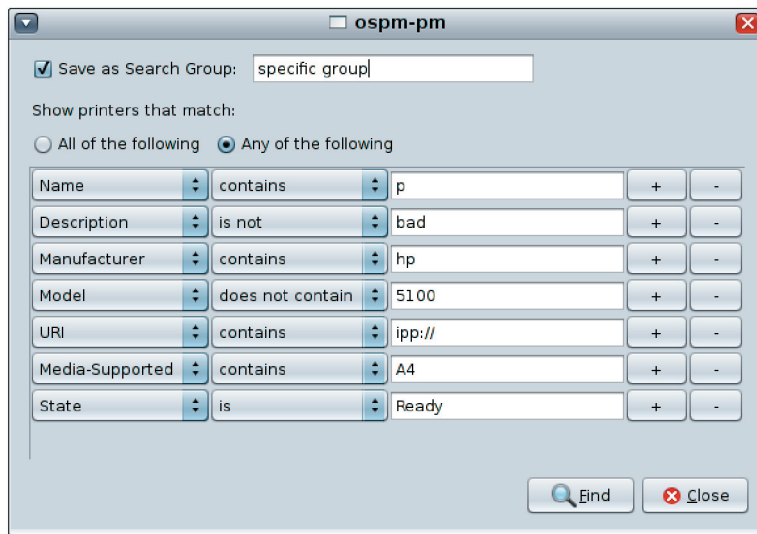 ospm-pm
Save as Search Group: specific group
Show printers that match:
All of the following Any of the following
Name contains p + -
Description is not bad + -
Manufacturer contains hp + -
Model does not contain 5100 + -
URI contains ipp:// + -
Media-Supported contains A4 + -
State is Ready + -
Find Close